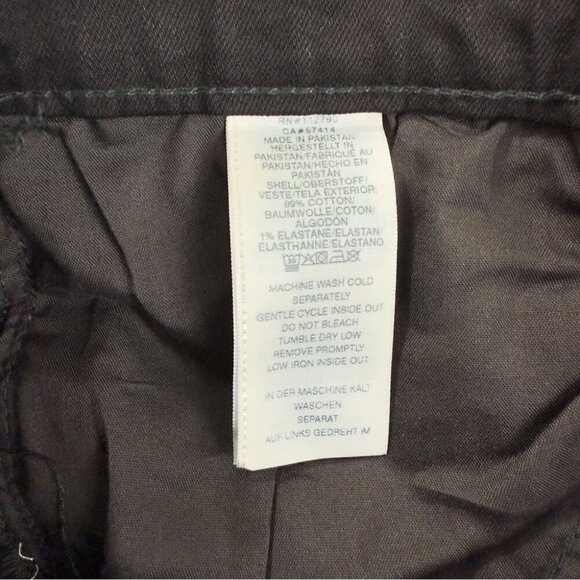 RN#112790
CA#57414
MADE IN PAKISTAN/
HERGESTELLT IN
PAKISTAN/FABRIQUÉ AU
PAKISTAN/HECHO EN
PAKISTÁN
SHELL/OBERSTOFF/
VESTE/TELA EXTERIOR:
99% COTTON/
BAUMWOLLE/COTON/
ALGODÓN
1% ELASTANE/ELASTAN/
ELASTHANNE/ELASTANO
30
MACHINE WASH COLD
SEPARATELY
GENTLE CYCLE INSIDE OUT
DO NOT BLEACH
TUMBLE DRY LOW
REMOVE PROMPTLY
LOW IRON INSIDE OUT
IN DER MASCHINE KALT
WASCHEN
SEPARAT
AUF LINKS GEDREHT IM